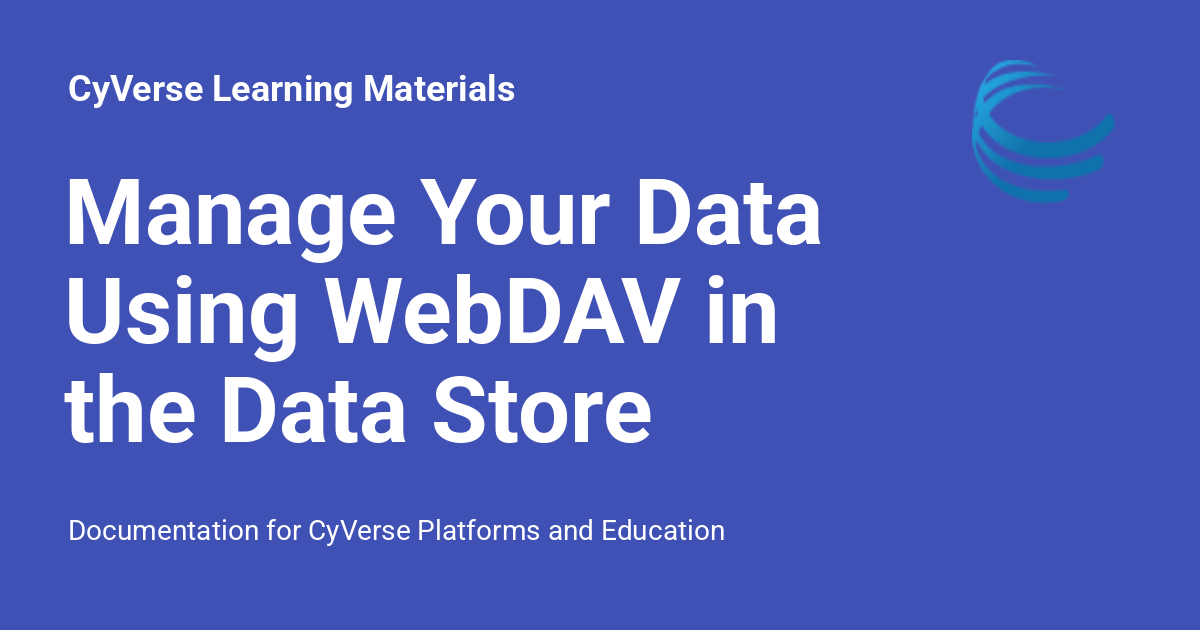 CyVerse Learning Materials
Manage Your Data
Using WebDAV in
the Data Store
Documentation for CyVerse Platforms and Education